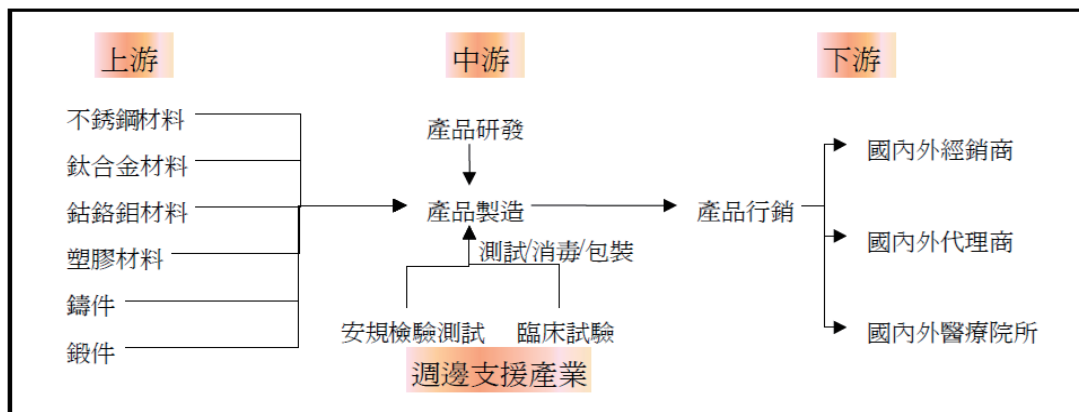 上游
中游
下游
不銹鋼材料
鈦合金材料
鈷鉻鉬材料
塑膠材料
鑄件
鍛件
產品研發
產品製造
測試/消毒/包裝
安規檢驗測試
臨床試驗
週邊支援產業
產品行銷
國內外經銷商
國內外代理商
國內外醫療院所